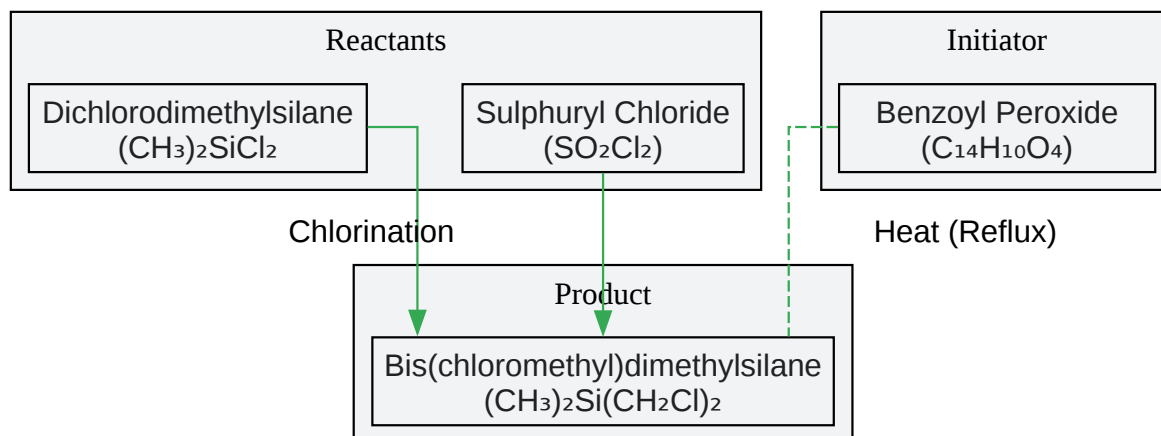 Reactants
Initiator
Dichlorodimethylsilane
(CH₃)₂SiCl₂
Sulphuryl Chloride
(SO₂Cl₂)
Benzoyl Peroxide
(C₁₄H₁₀O₄)
Chlorination
Heat (Reflux)
Product
Bis(chloromethyl)dimethylsilane
(CH₃)₂Si(CH₂Cl)₂